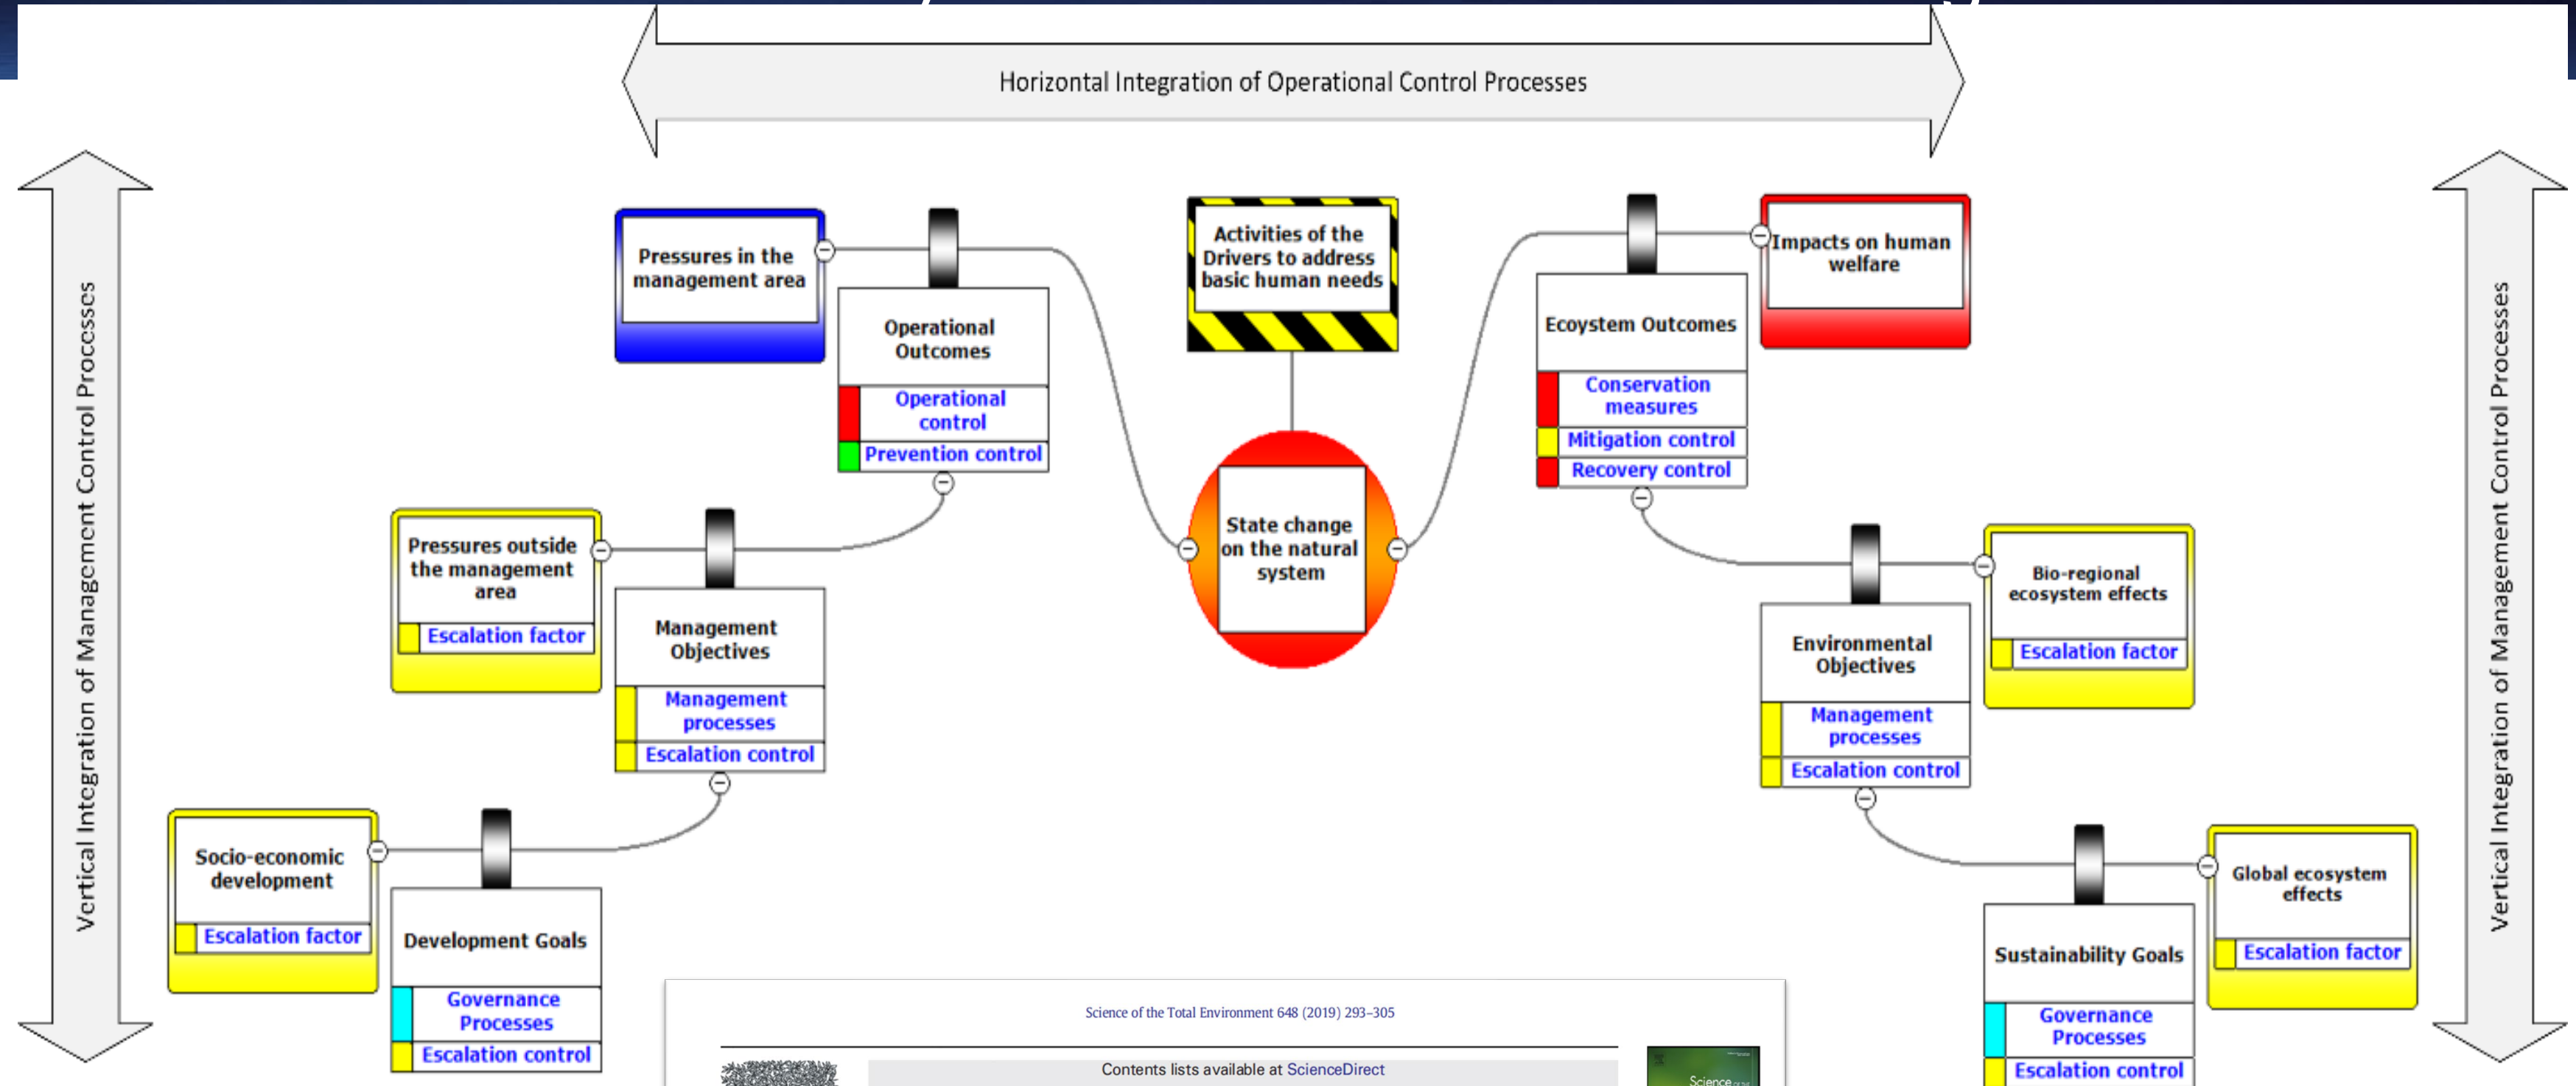 Horizontal Integration of Operational Control Processes
Vertical Integration of Management Control Processes
Pressures in the
management area
Operational
Outcomes
Operational
control
Prevention control
Activities of the
Drivers to address
basic human needs
Ecoystem Outcomes
Conservation
measures
Mitigation control
Recovery control
Impacts on human
welfare
Pressures outside
the management
area
Escalation factor
Management
Objectives
Management
processes
Escalation control
State change
on the natural
system
Environmental
Objectives
Management
processes
Escalation control
Bio-regional
ecosystem effects
Escalation factor
Socio-economic
development
Escalation factor
Development Goals
Governance
Processes
Escalation control
Sustainability Goals
Governance
Processes
Escalation control
Global ecosystem
effects
Escalation factor
Vertical Integration of Management Control Processes
Science of the Total Environment 648 (2019) 293–305
Contents lists available at ScienceDirect
Science